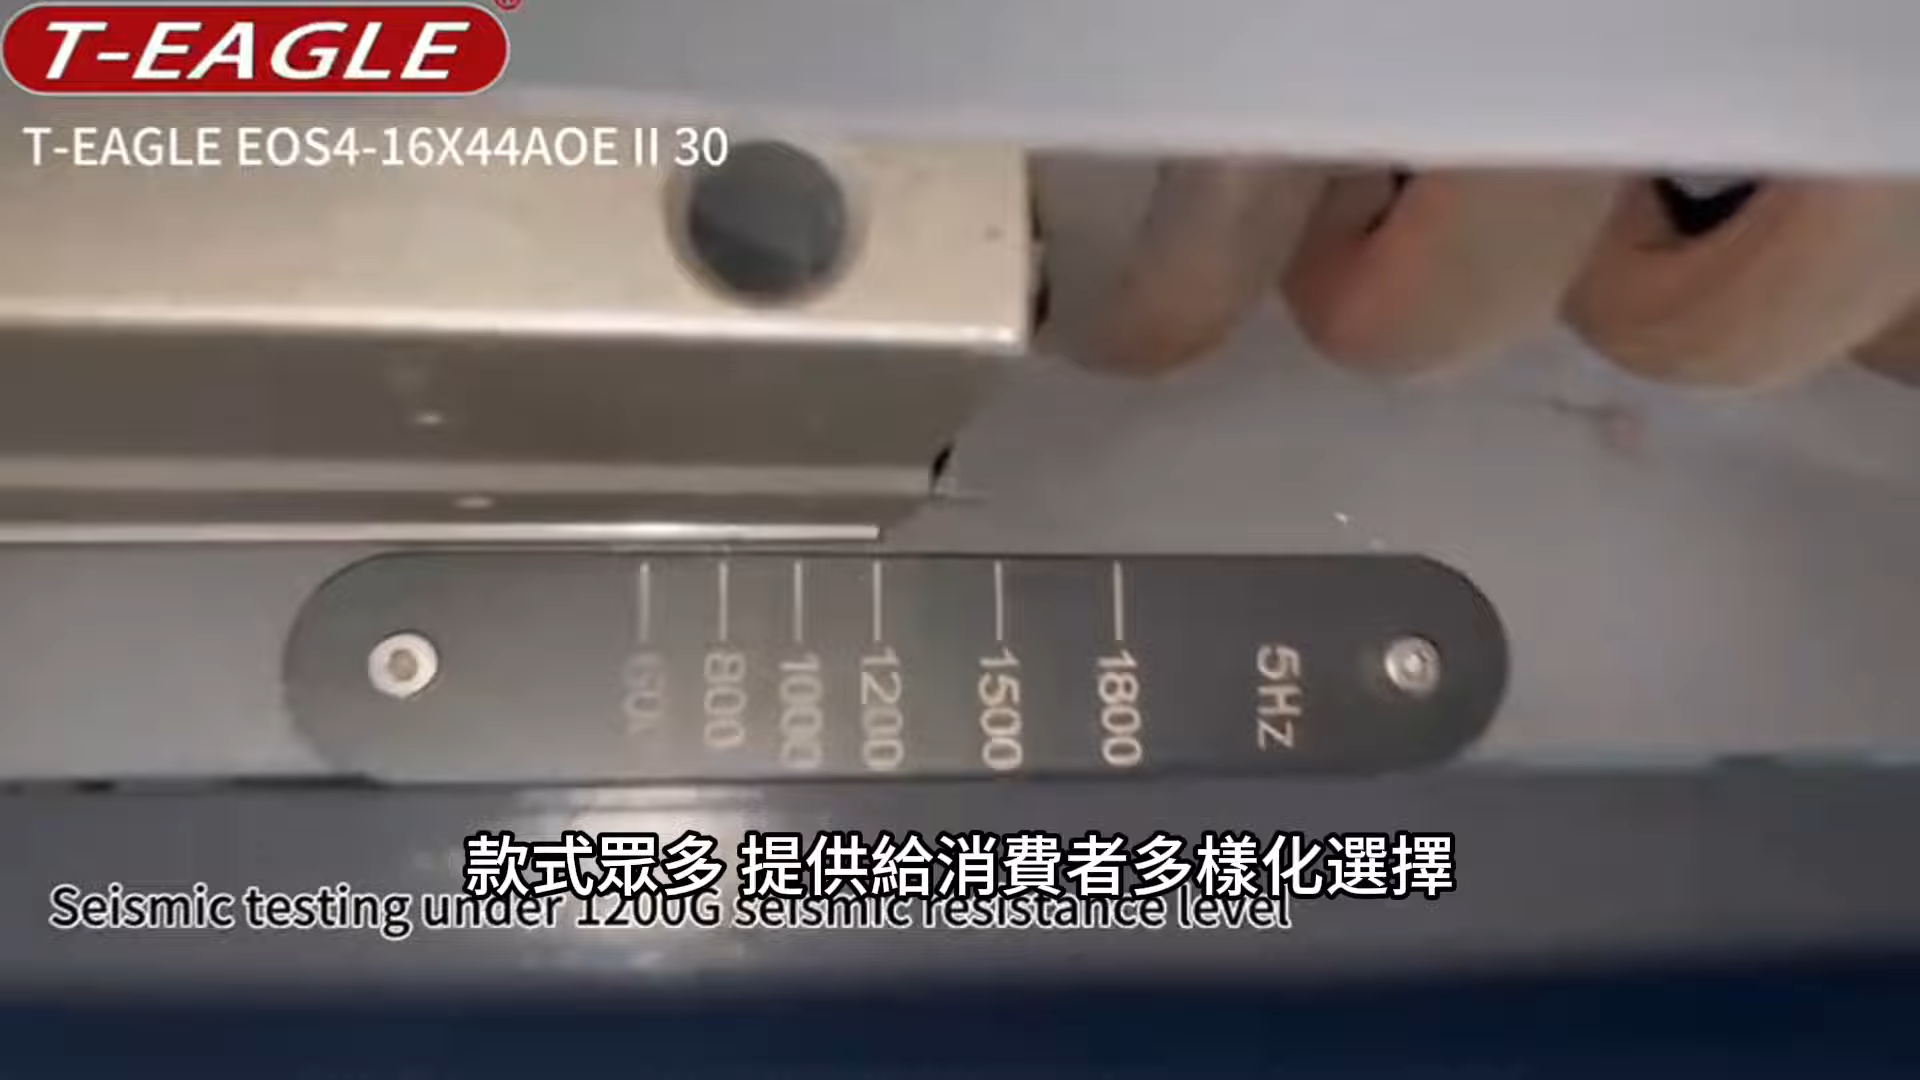 T-EAGLE®
T-EAGLE EOS4-16X44AOE II 30
800
1000
1200
1500
1800
5Hz
款式眾多 提供給消費者多樣化選擇
Seismic testing under 1200G seismic resistance level